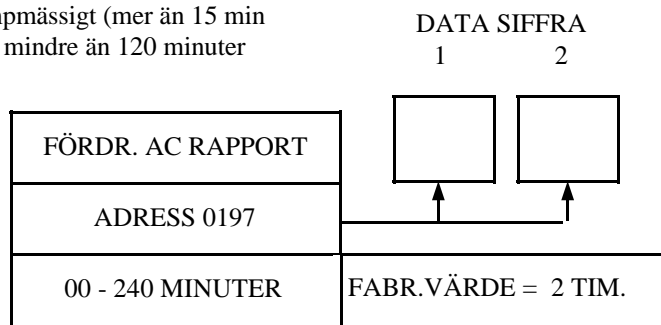 pmässigt (mer än 15 min
mindre än 120 minuter
DATA SIFFRA
1 2
FÖRDR. AC RAPPORT
ADRESS 0197
00 - 240 MINUTER
FABR.VÄRDE = 2 TIM.